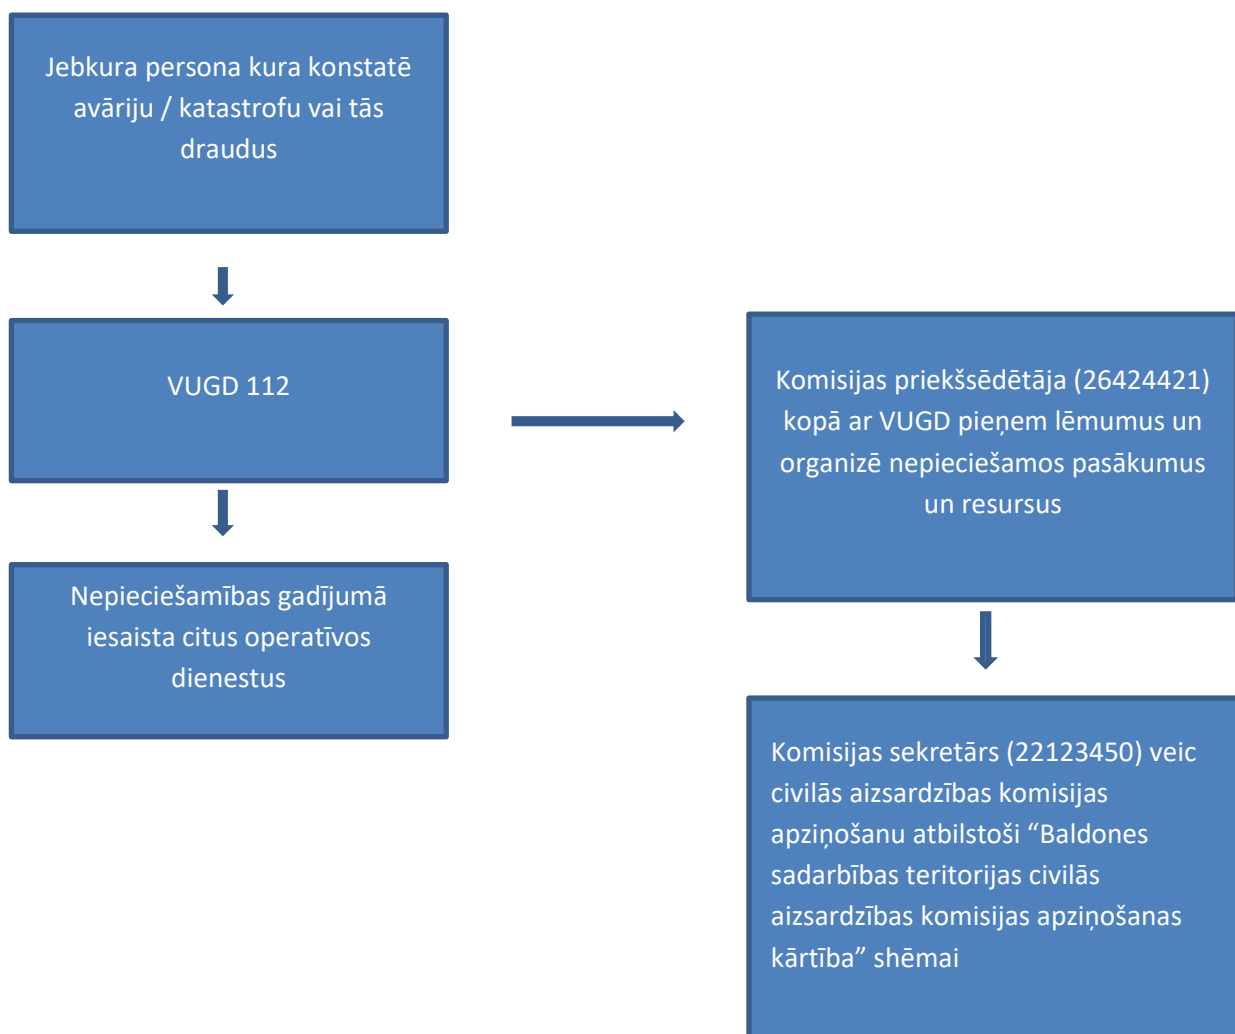 Jebkura persona kura konstatē
avāriju / katastrofu vai tās
draudus
VUGD 112
Nepieciešamības gadījumā
iesaista citus operatīvos
dienestus
Komisijas priekšsēdētāja (26424421)
kopā ar VUGD pieņem lēmumus un
organizē nepieciešamos pasākumus
un resursus
Komisijas sekretārs (22123450) veic
civilās aizsardzības komisijas
apziņošanu atbilstoši “Baldones
sadarbības teritorijas civilās
aizsardzības komisijas apziņošanas
kārtība” shēmai